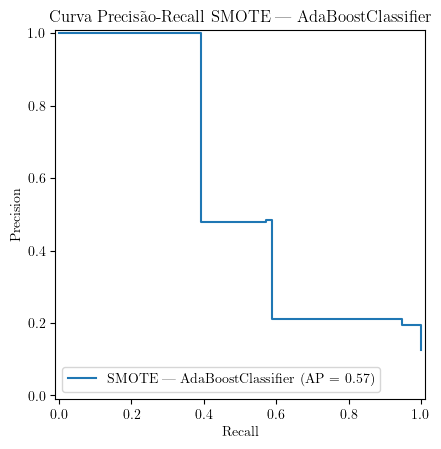 Curva Precisão-Recall SMOTE — AdaBoostClassifier
1.0
0.8
0.6
0.4
0.2
0.0
Precision
SMOTE — AdaBoostClassifier (AP = 0.57)
0.0 0.2 0.4 0.6 0.8 1.0
Recall